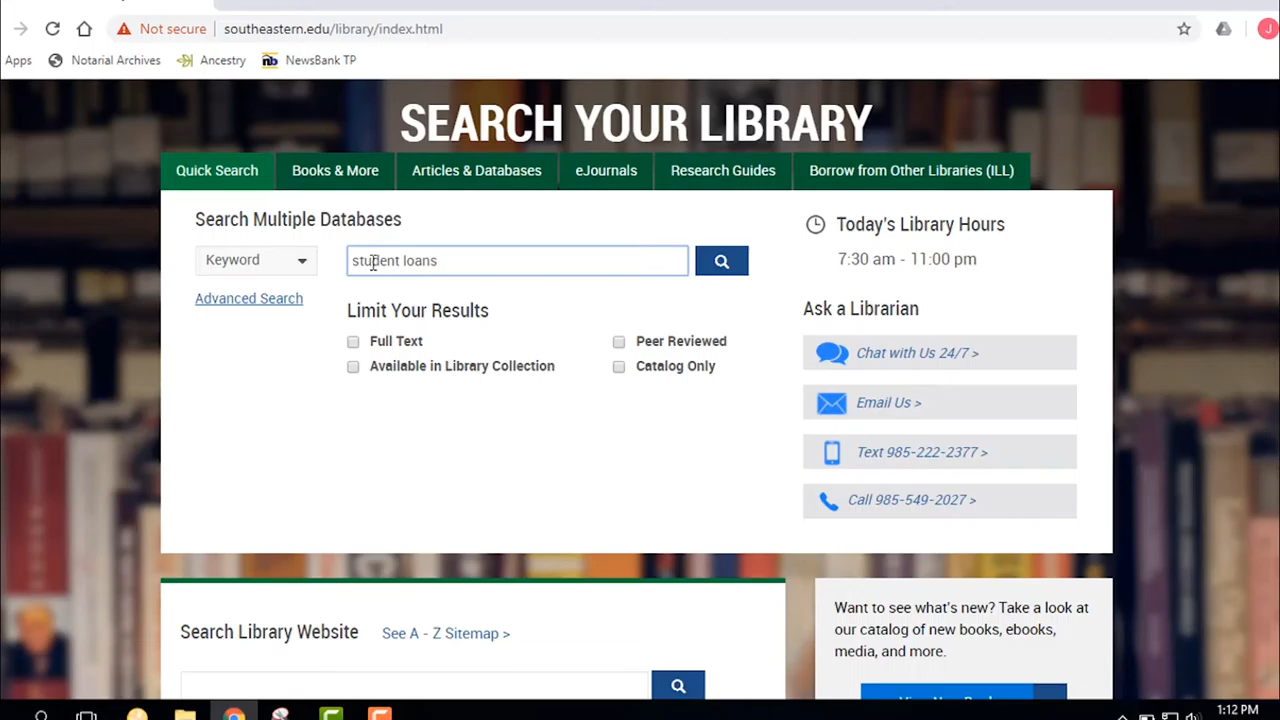 Not secure southeastern.edu/library/index.html J
Apps Notarial Archives Ancestry nb NewsBank TP
SEARCH YOUR LIBRARY
Quick Search Books & More Articles & Databases eJournals Research Guides Borrow from Other Libraries (ILL)
Search Multiple Databases
Keyword student loans
Advanced Search
Limit Your Results
Full Text Peer Reviewed
Available in Library Collection Catalog Only
Today's Library Hours
7:30 am - 11:00 pm
Ask a Librarian
Chat with Us 24/7 >
Email Us >
Text 985-222-2377 >
Call 985-549-2027 >
Search Library Website See A - Z Sitemap >
Want to see what's new? Take a look at
our catalog of new books, ebooks,
media, and more.
1:12 PM